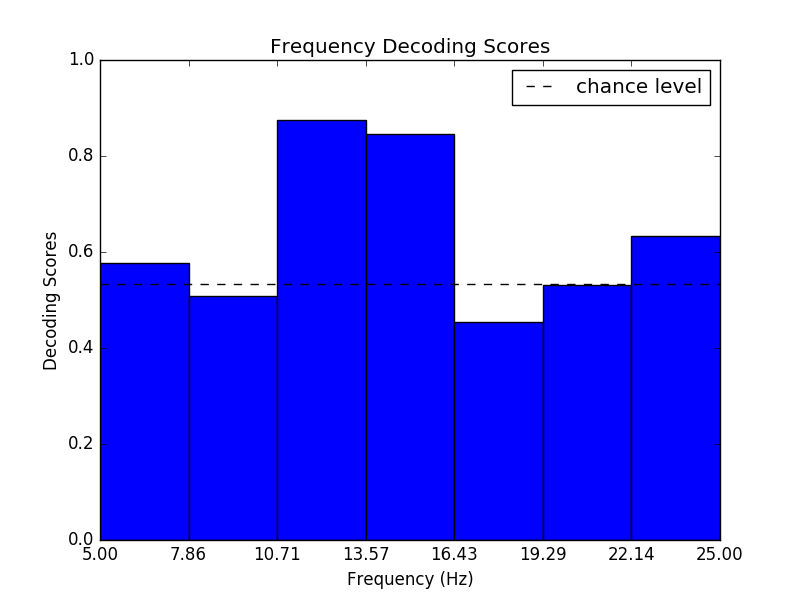 Frequency Decoding Scores
chance level
Decoding Scores
1.0
0.8
0.6
0.4
0.2
0.0
5.00 7.86 10.71 13.57 16.43 19.29 22.14 25.00
Frequency (Hz)